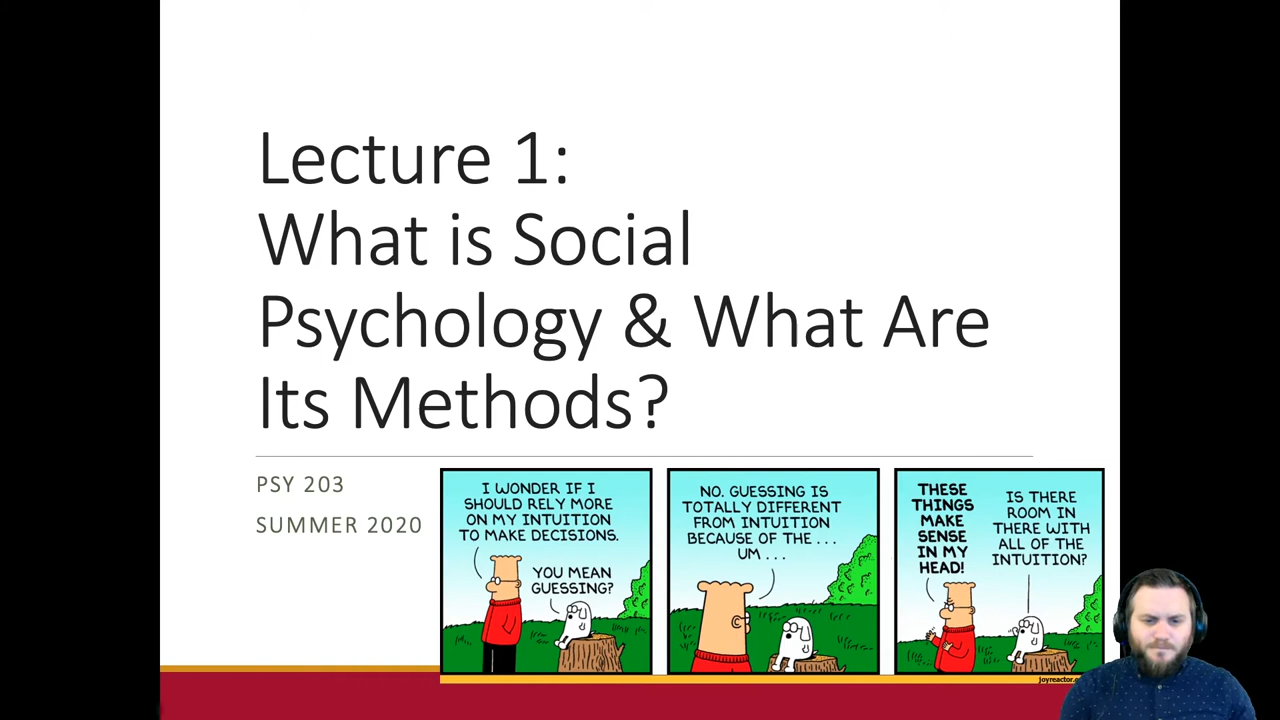 Lecture 1:
What is Social
Psychology & What Are
Its Methods?
PSY 203
SUMMER 2020
I WONDER IF I
SHOULD RELY MORE
ON MY INTUITION
TO MAKE DECISIONS.
YOU MEAN
GUESSING?
NO. GUESSING IS
TOTALLY DIFFERENT
FROM INTUITION
BECAUSE OF THE ...
UM ...
THESE
THINGS
MAKE
SENSE
IN MY
HEAD!
IS THERE
ROOM IN
THERE WITH
ALL OF THE
INTUITION?